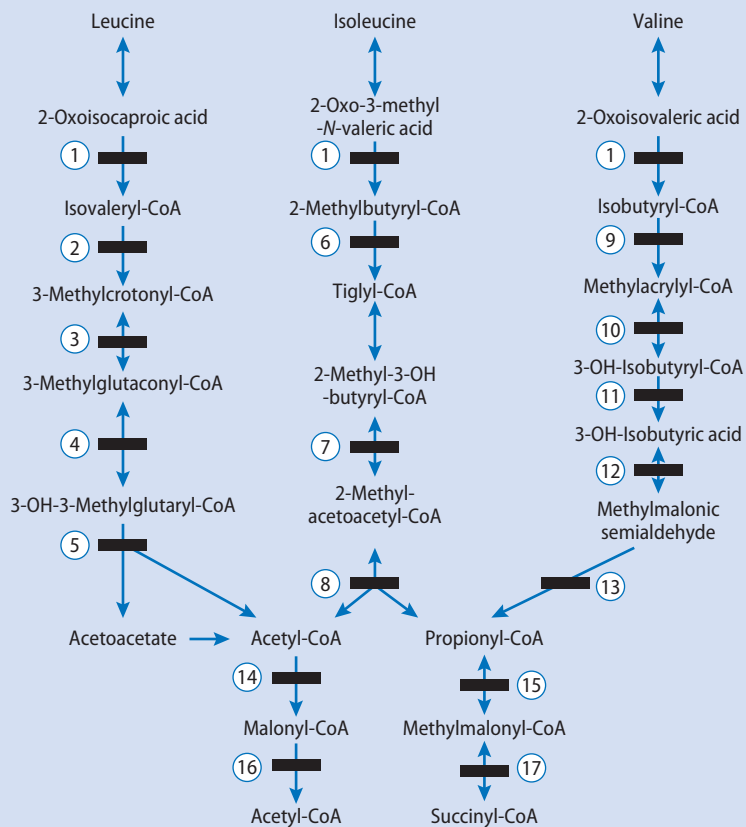 Leucine
Isoleucine
Valine
2-Oxoisocaproic acid
2-Oxo-3-methyl
-N-valeric acid
2-Oxoisovaleric acid
1
1
1
Isovaleryl-CoA
2-Methylbutyryl-CoA
Isobutyryl-CoA
2
6
9
3-Methylcrotonyl-CoA
Tiglyl-CoA
Methylacrylyl-CoA
3
10
3-Methylglutaconyl-CoA
2-Methyl-3-OH
-butyryl-CoA
3-OH-Isobutyryl-CoA
11
4
7
3-OH-Isobutyric acid
12
3-OH-3-Methylglutaryl-CoA
2-Methyl-
acetoacetyl-CoA
Methylmalonic
semialdehyde
5
8
13
Acetoacetate
Acetyl-CoA
Propionyl-CoA
14
15
Malonyl-CoA
Methylmalonyl-CoA
16
17
Acetyl-CoA
Succinyl-CoA